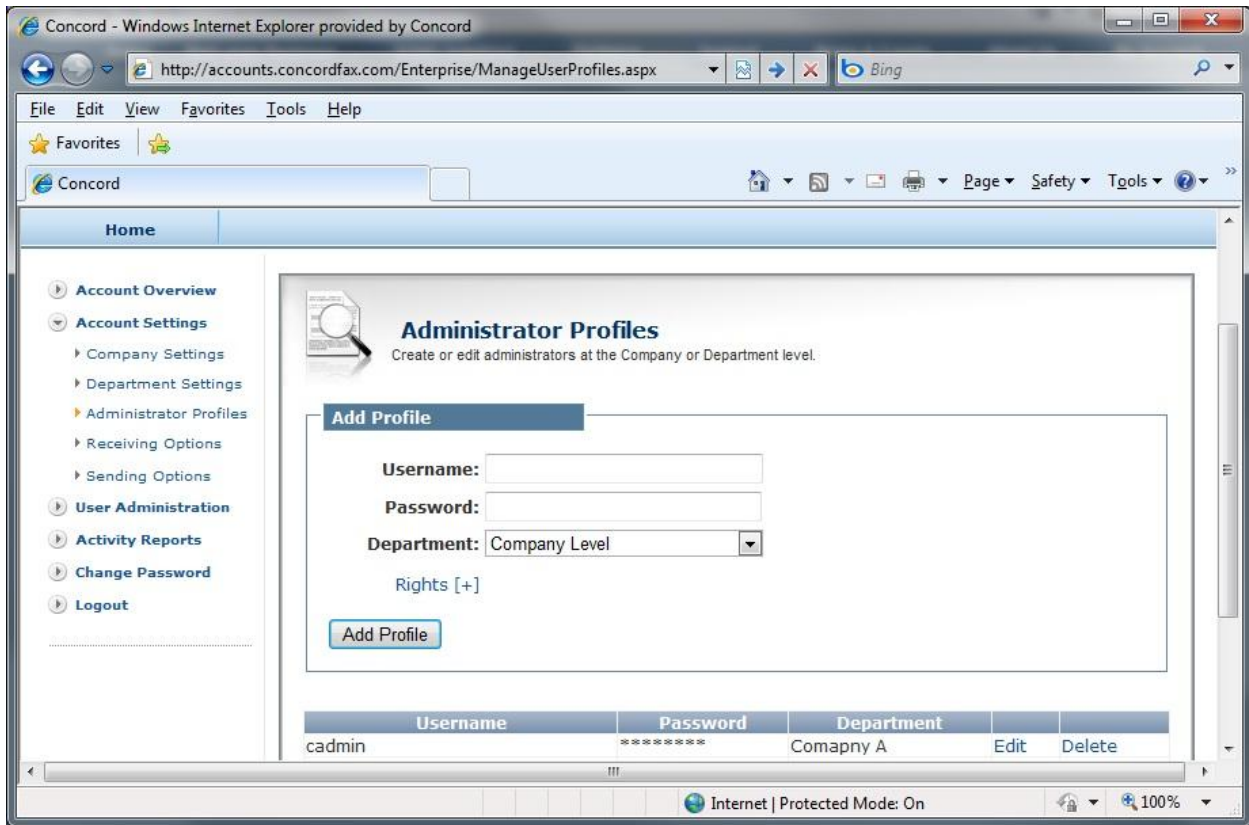 Concord - Windows Internet Explorer provided by Concord
http://accounts.concordfax.com/Enterprise/ManageUserProfiles.aspx
Bing
File Edit View Favorites Tools Help
Favorites
Concord
Page Safety Tools
Home
Account Overview
Account Settings
Company Settings
Department Settings
Administrator Profiles
Receiving Options
Sending Options
User Administration
Activity Reports
Change Password
Logout
Administrator Profiles
Create or edit administrators at the Company or Department level.
Add Profile
Username:
Password:
Department: Company Level
Rights [+]
Add Profile
Username Password Department
cadmin ******** Comapny A Edit Delete
Internet | Protected Mode: On
100%